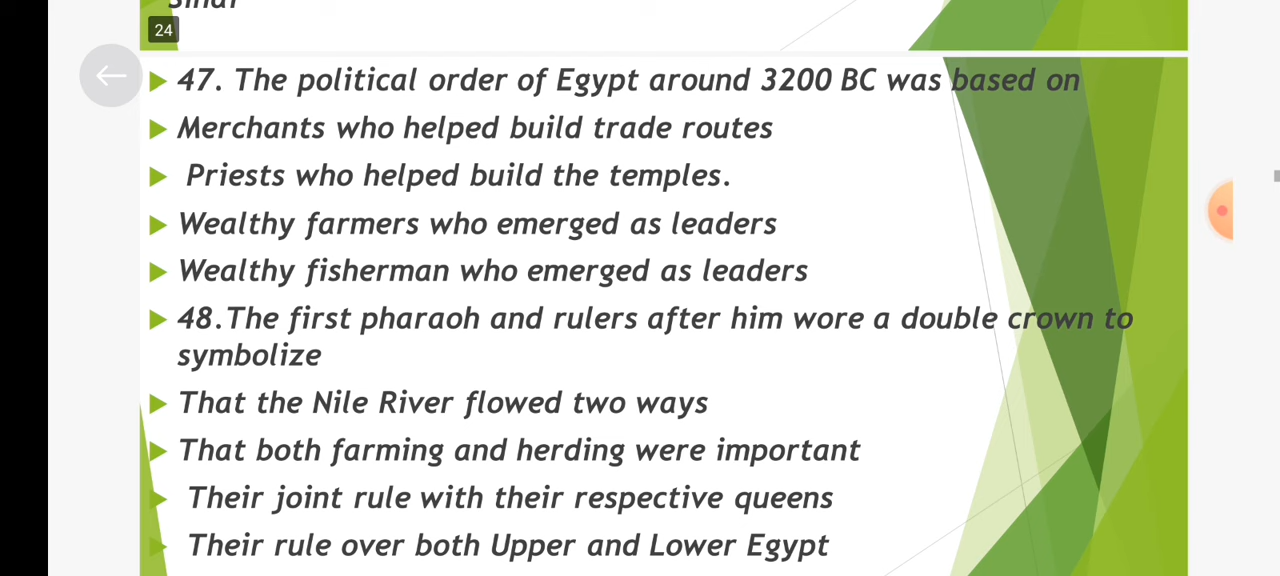 24
47. The political order of Egypt around 3200 BC was based on
Merchants who helped build trade routes
Priests who helped build the temples.
Wealthy farmers who emerged as leaders
Wealthy fisherman who emerged as leaders
48.The first pharaoh and rulers after him wore a double crown to
symbolize
That the Nile River flowed two ways
That both farming and herding were important
Their joint rule with their respective queens
Their rule over both Upper and Lower Egypt